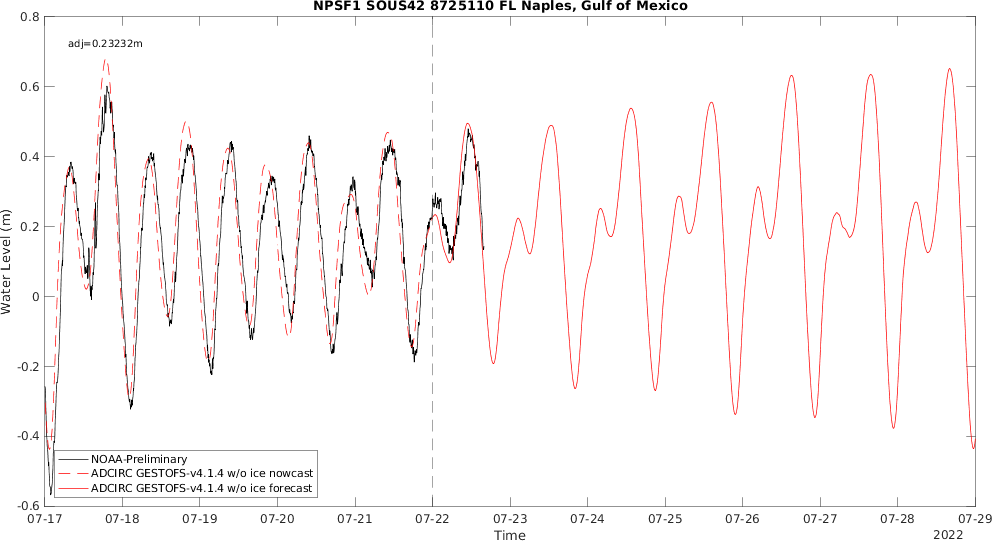 NPSF1 SOUS42 8725110 FL Naples, Gulf of Mexico
adj=0.23232m
0.8
0.6
0.4
0.2
0
-0.2
-0.4
-0.6
Water Level (m)
NOAA-Preliminary
ADCIRC GESTOFS-v4.1.4 w/o ice nowcast
ADCIRC GESTOFS-v4.1.4 w/o ice forecast
07-17 07-18 07-19 07-20 07-21 07-22 07-23 07-24 07-25 07-26 07-27 07-28 07-29
Time
2022